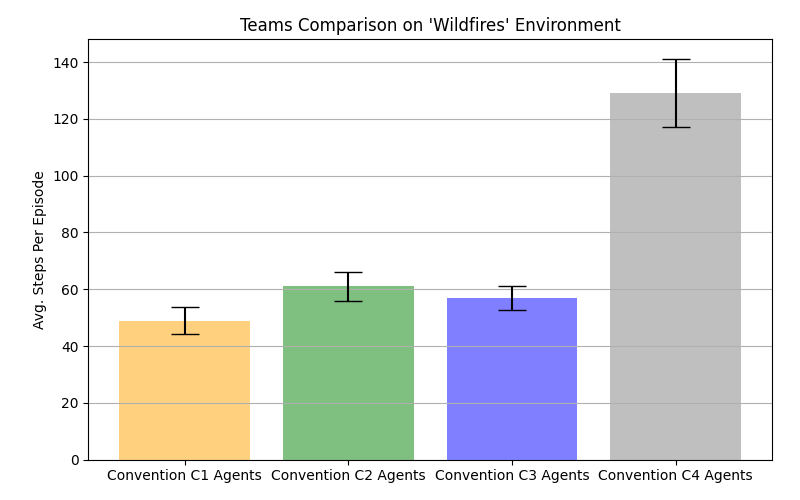 Teams Comparison on 'Wildfires' Environment
Avg. Steps Per Episode
140
120
100
80
60
40
20
0
Convention C1 Agents Convention C2 Agents Convention C3 Agents Convention C4 Agents